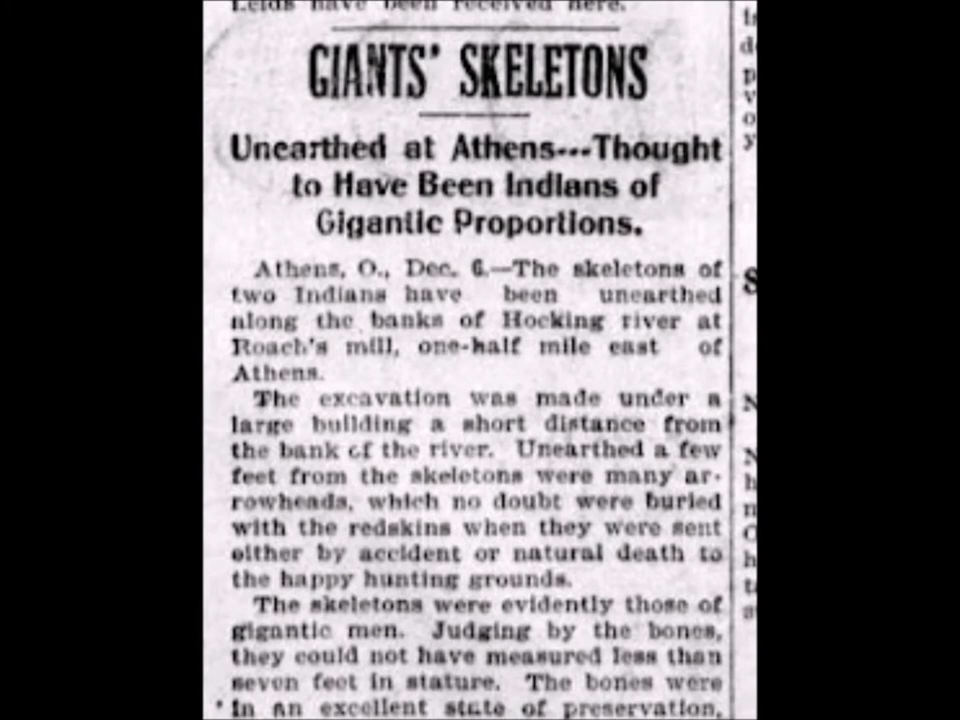 Leids have been received here.
GIANTS' SKELETONS
Unearthed at Athens---Thought
to Have Been Indians of
Gigantic Proportions.
Athens, O., Dec. 6.—The skeletons of
two Indians have been unearthed
along the banks of Hocking river at
Roach's mill, one-half mile east of
Athens.
The excavation was made under a
large building a short distance from
the bank of the river. Unearthed a few
feet from the skeletons were many ar-
rowheads, which no doubt were buried
with the redskins when they were sent
either by accident or natural death to
the happy hunting grounds.
The skeletons were evidently those of
gigantic men. Judging by the bones,
they could not have measured less than
seven feet in stature. The bones were
in an excellent state of preservation,